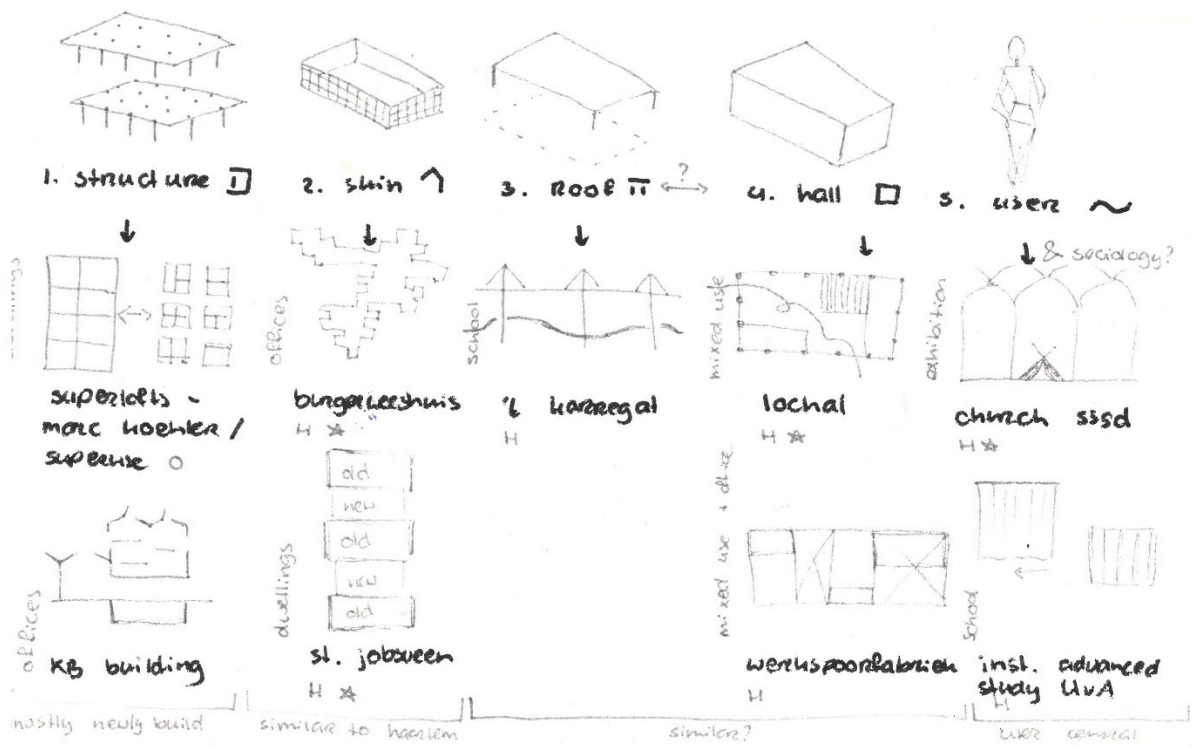 1. structure
2. skin
3. roof
?
4. hall
5. user
& sociology?
offices
school
mixed use
exhibition
superlofts -
marc koehler /
superuse
burgerweeshuis
H
't karregat
H
lochal
H
church sssd
H
old
new
old
new
old
offices
dwellings
mixed use + office
school
KB building
st. jobsveen
H
werkspoorfabriek
H
inst. advanced
study UvA
H
mostly newly build
similar to haarlem
similar?
user central